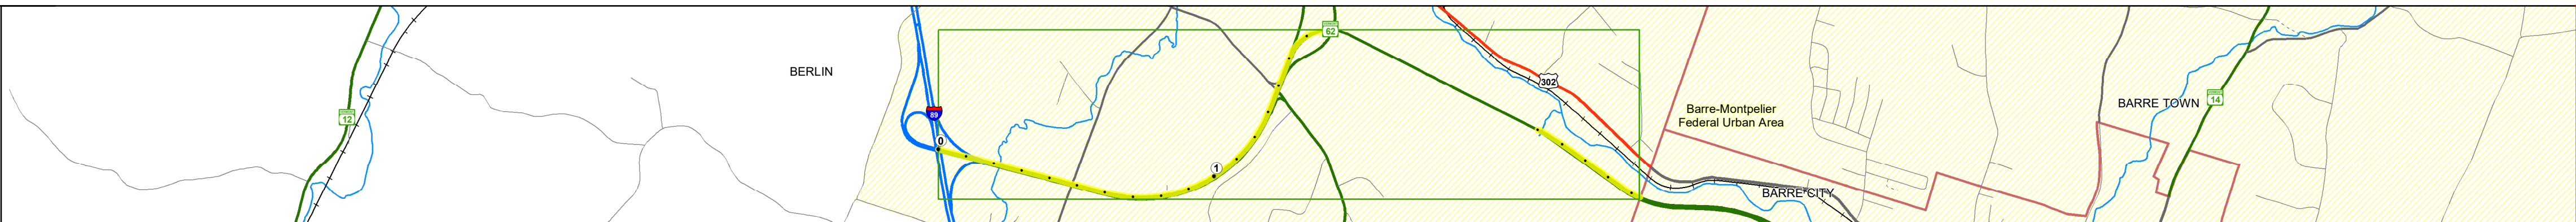 62
BERLIN
302
BARRE TOWN
14
Barre-Montpelier
Federal Urban Area
12
89
0
1
BARRE CITY